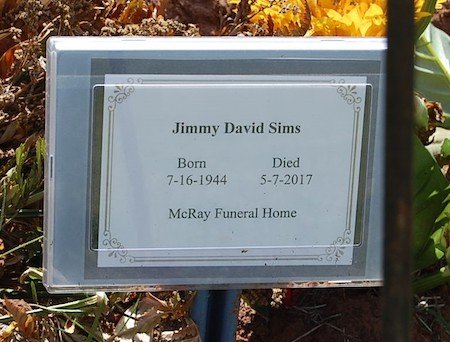 Jimmy David Sims
Born Died
7-16-1944 5-7-2017
McRay Funeral Home